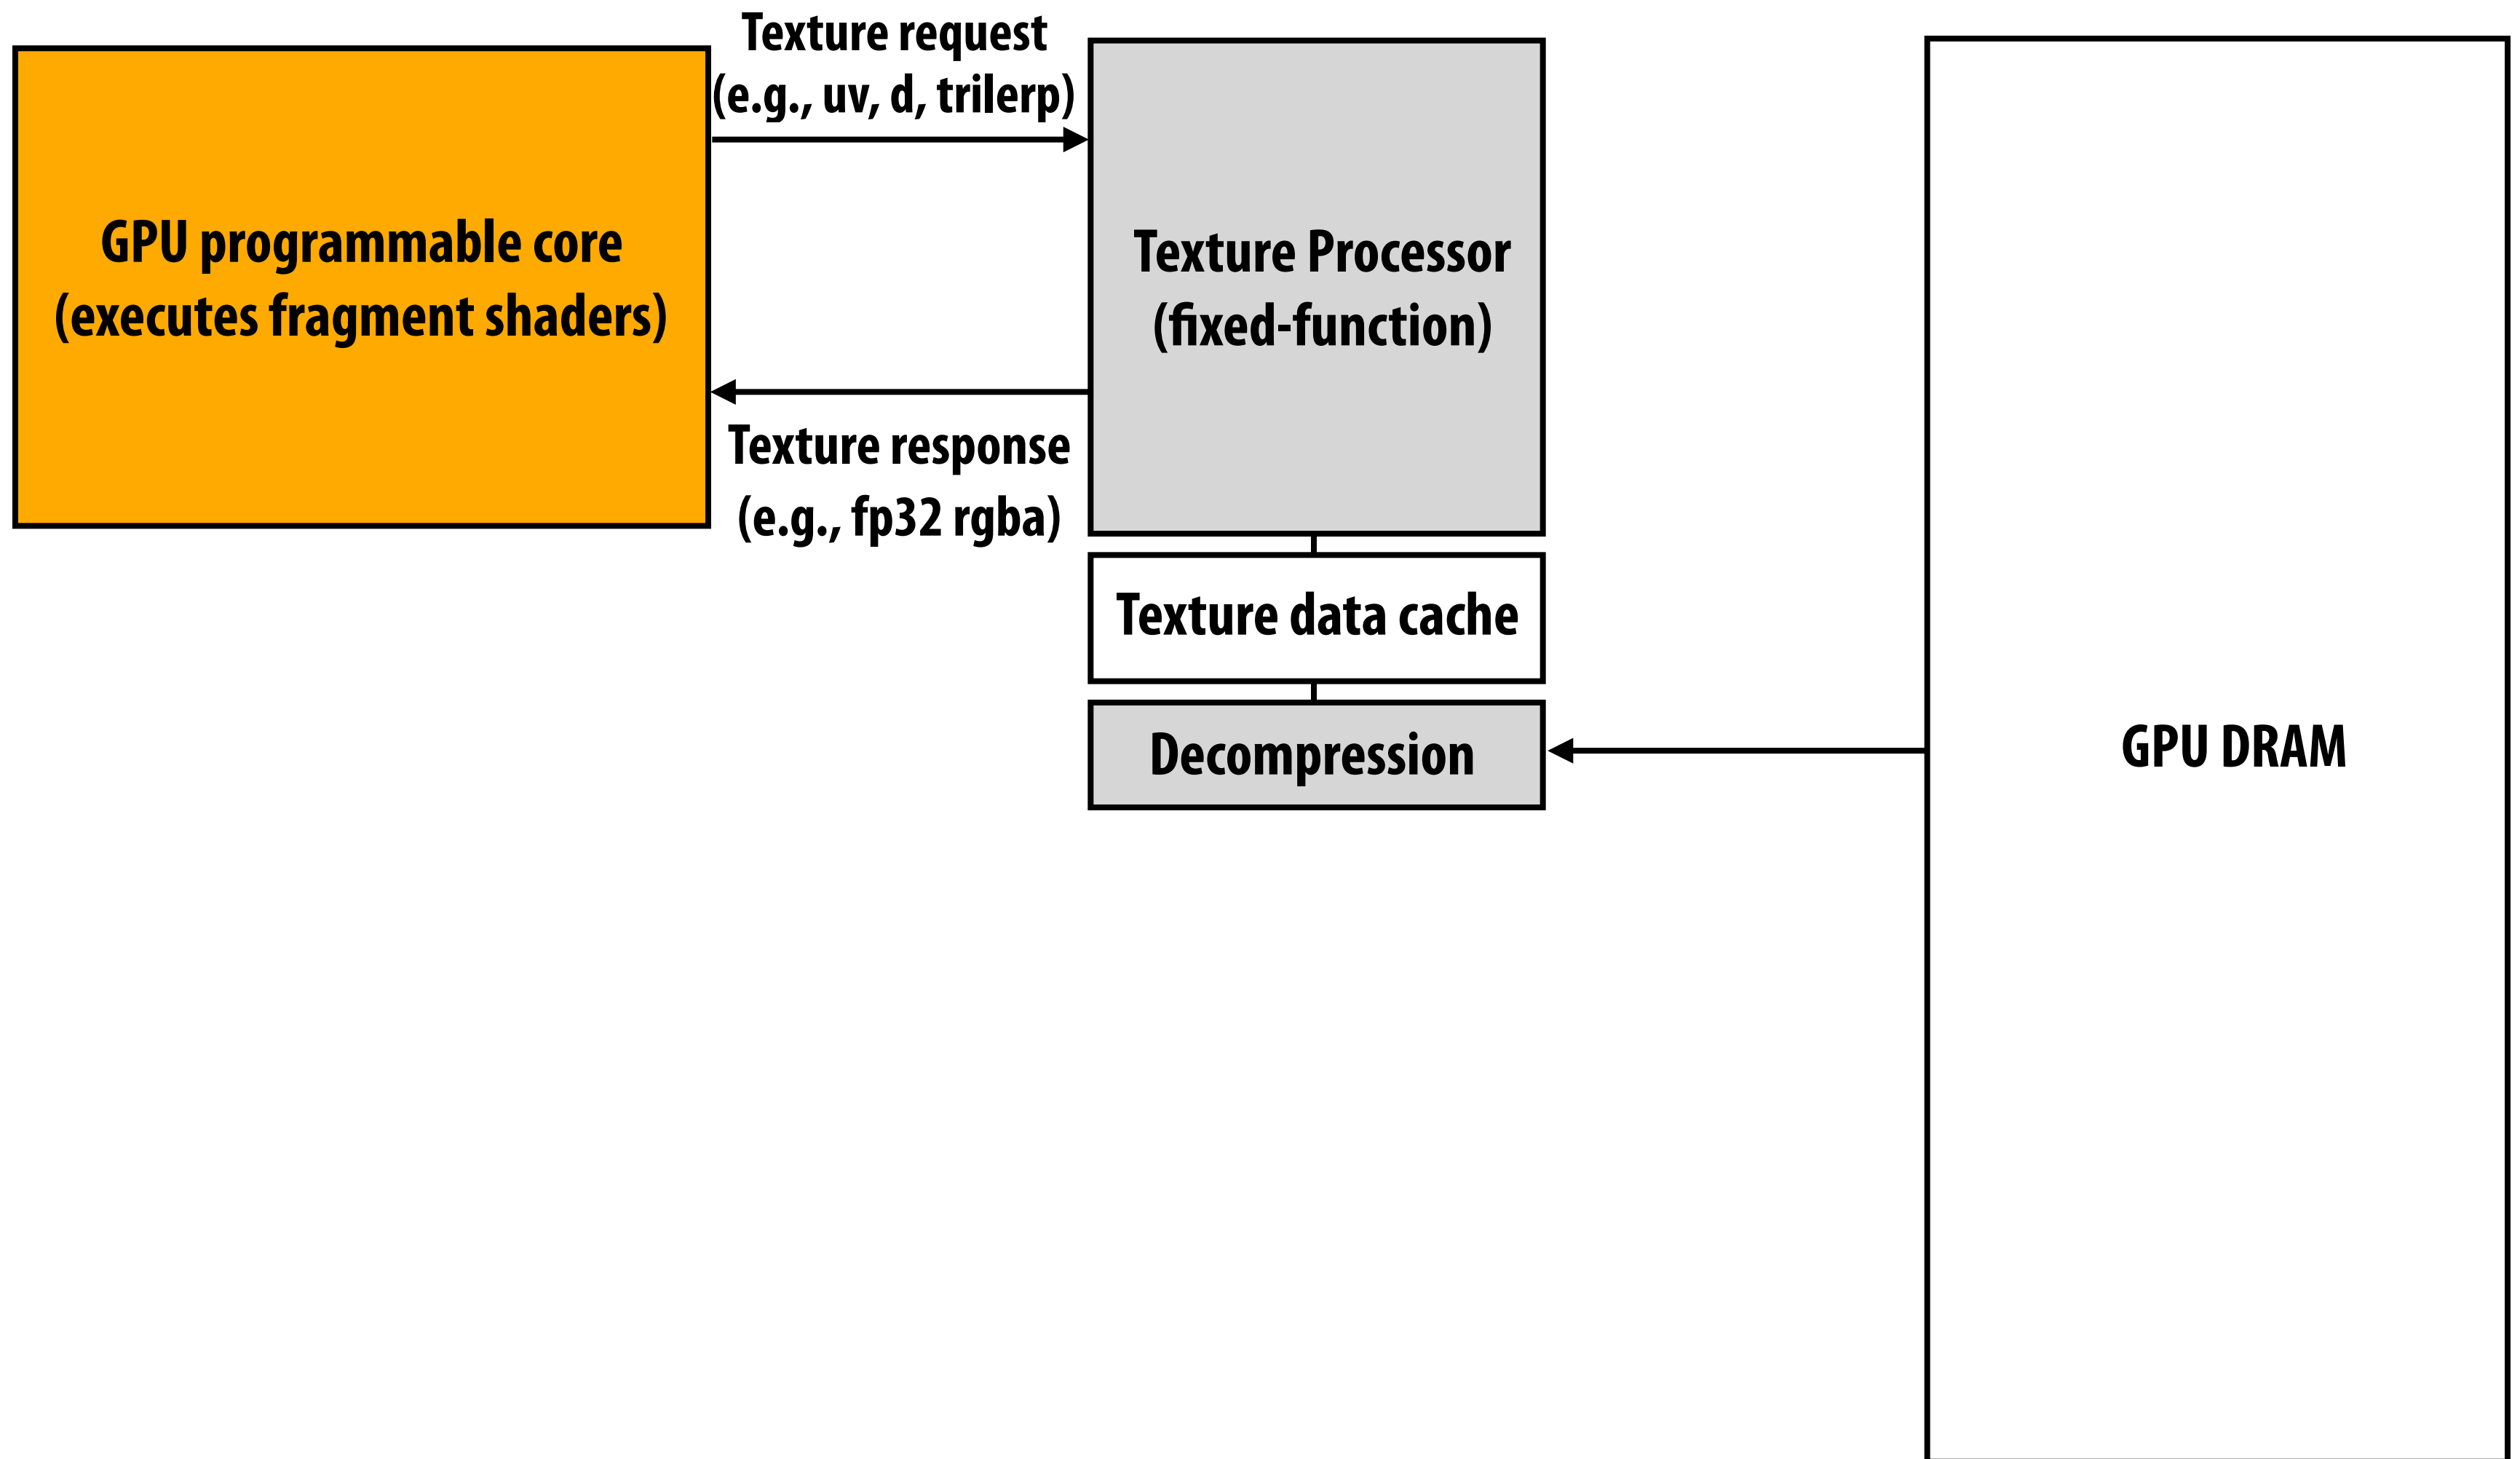 Texture request
(e.g., uv, d, trilerp)
GPU programmable core
(executes fragment shaders)
Texture Processor
(fixed-function)
Texture response
(e.g., fp32 rgba)
Texture data cache
Decompression
GPU DRAM